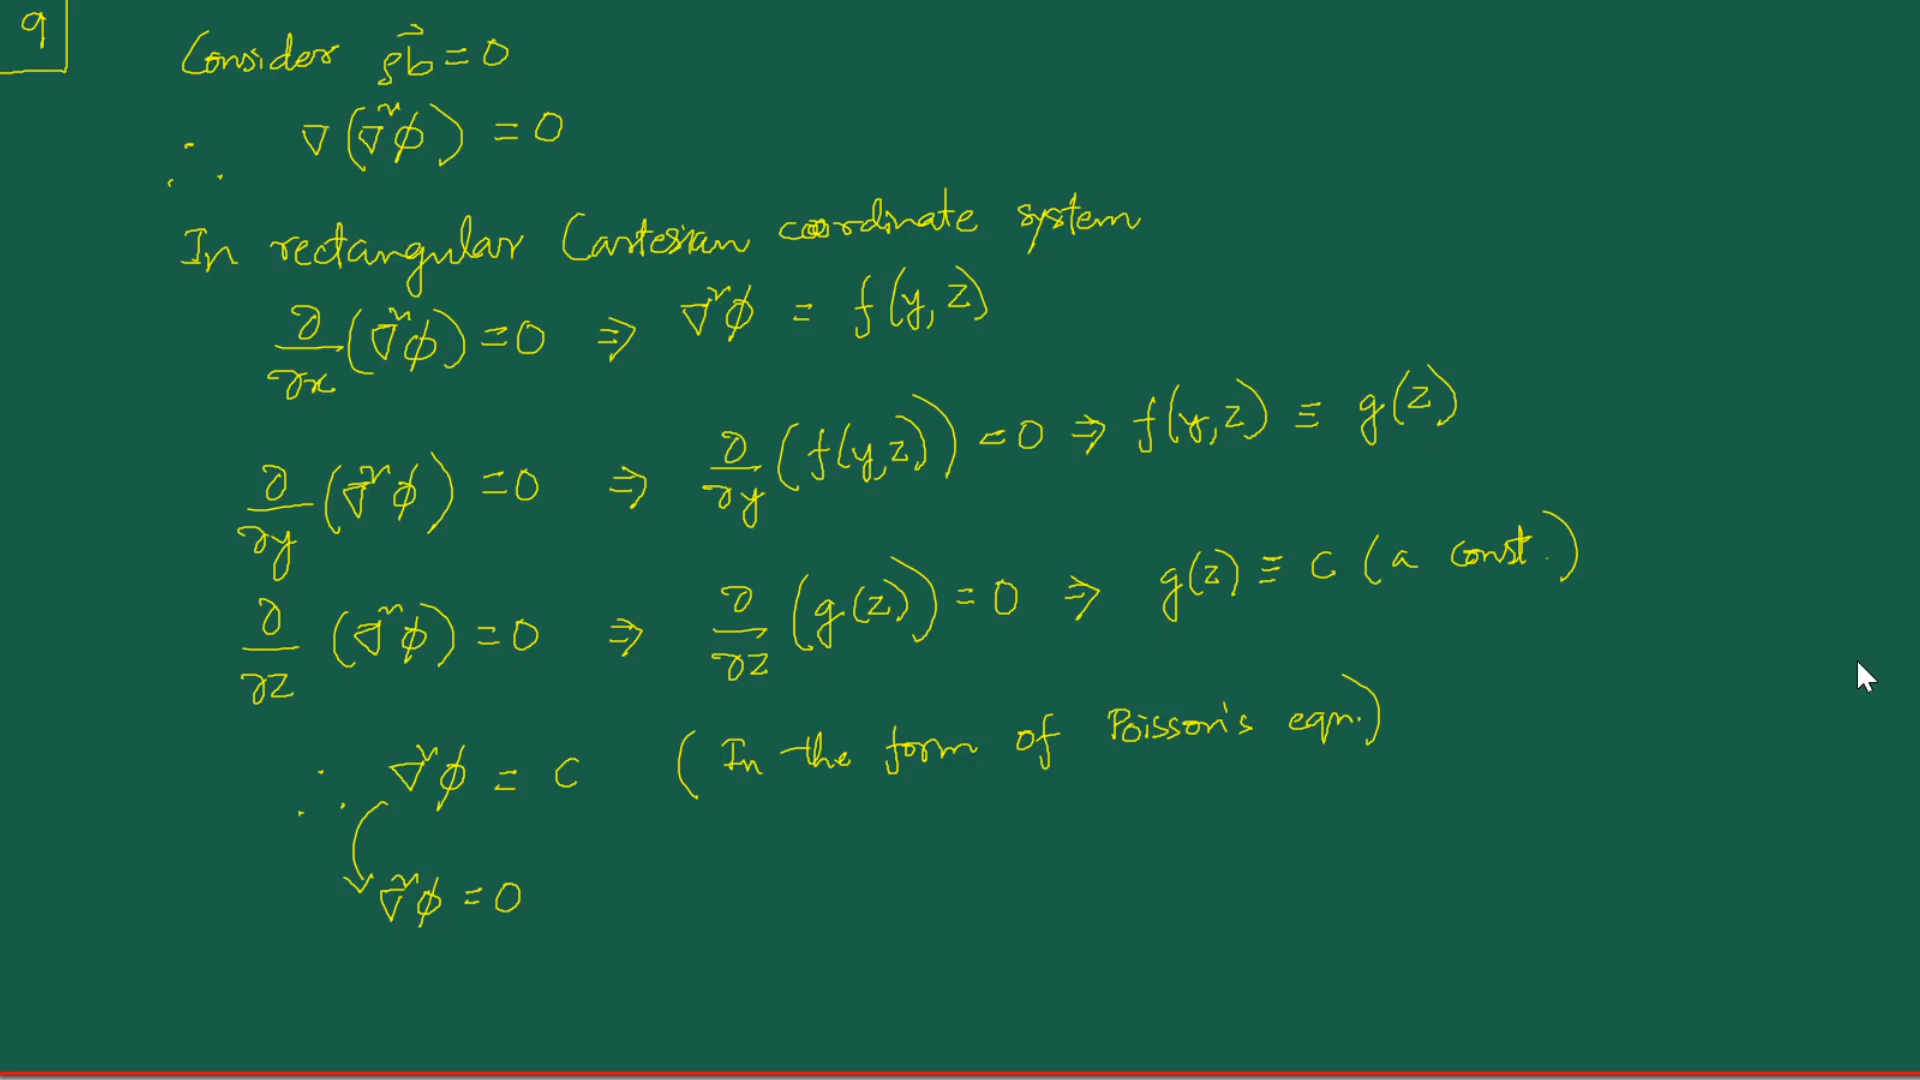 9
Consider ρb⃗ = 0
∴ ∇(∇²φ) = 0
In rectangular Cartesian coordinate system
∂/∂x (∇²φ) = 0 ⇒ ∇²φ = f(y, z)
∂/∂y (∇²φ) = 0 ⇒ ∂/∂y (f(y,z)) = 0 ⇒ f(y,z) ≡ g(z)
∂/∂z (∇²φ) = 0 ⇒ ∂/∂z (g(z)) = 0 ⇒ g(z) ≡ c (a const.)
∴ ∇²φ = c (In the form of Poisson's eqn.)
∇²φ = 0